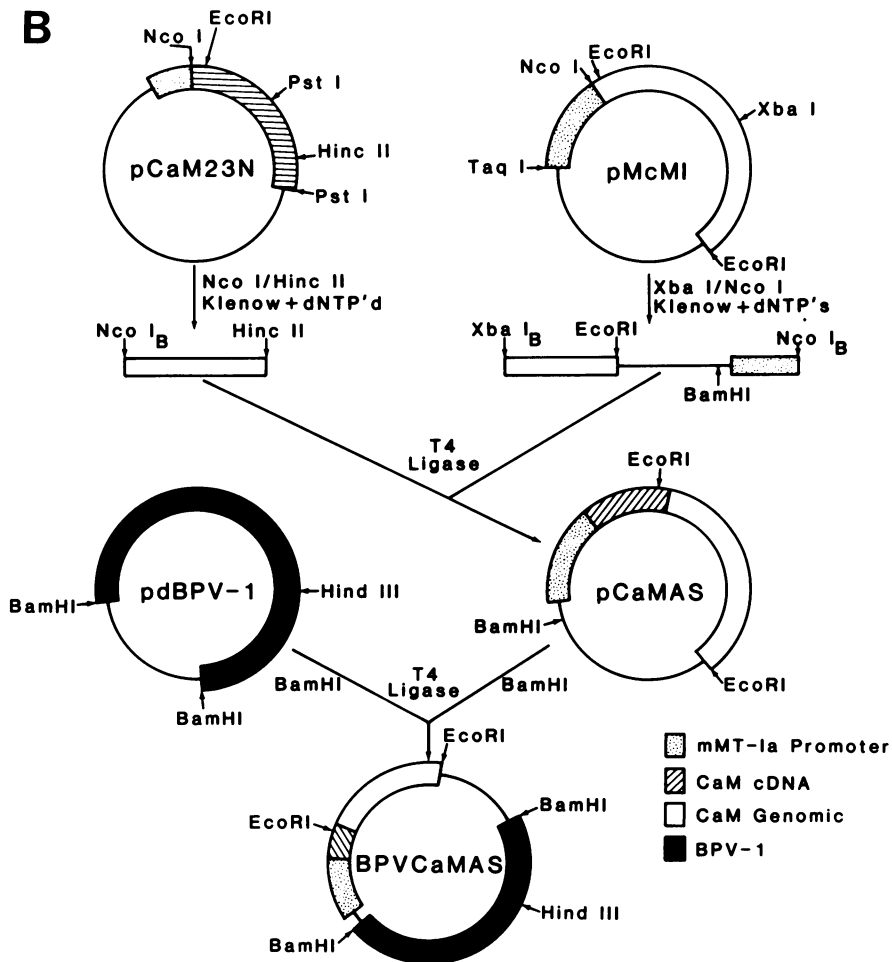 B
EcoRI
Nco I
Pst I
Hinc II
Pst I
pCaM23N
EcoRI
Nco I
Xba I
Taq I
pMcMI
EcoRI
Nco I/Hinc II
Klenow+dNTP'd
Xba I/Nco I
Klenow+dNTP's
Nco I B
Hinc II
Xba I B
EcoRI
Nco I B
BamHI
T4
Ligase
EcoRI
pdBPV-1
Hind III
BamHI
BamHI
pCaMAS
BamHI
EcoRI
BamHI
T4
Ligase
BamHI
EcoRI
BamHI
EcoRI
BPVCaMAS
Hind III
BamHI
mMT-Ia Promoter
CaM cDNA
CaM Genomic
BPV-1